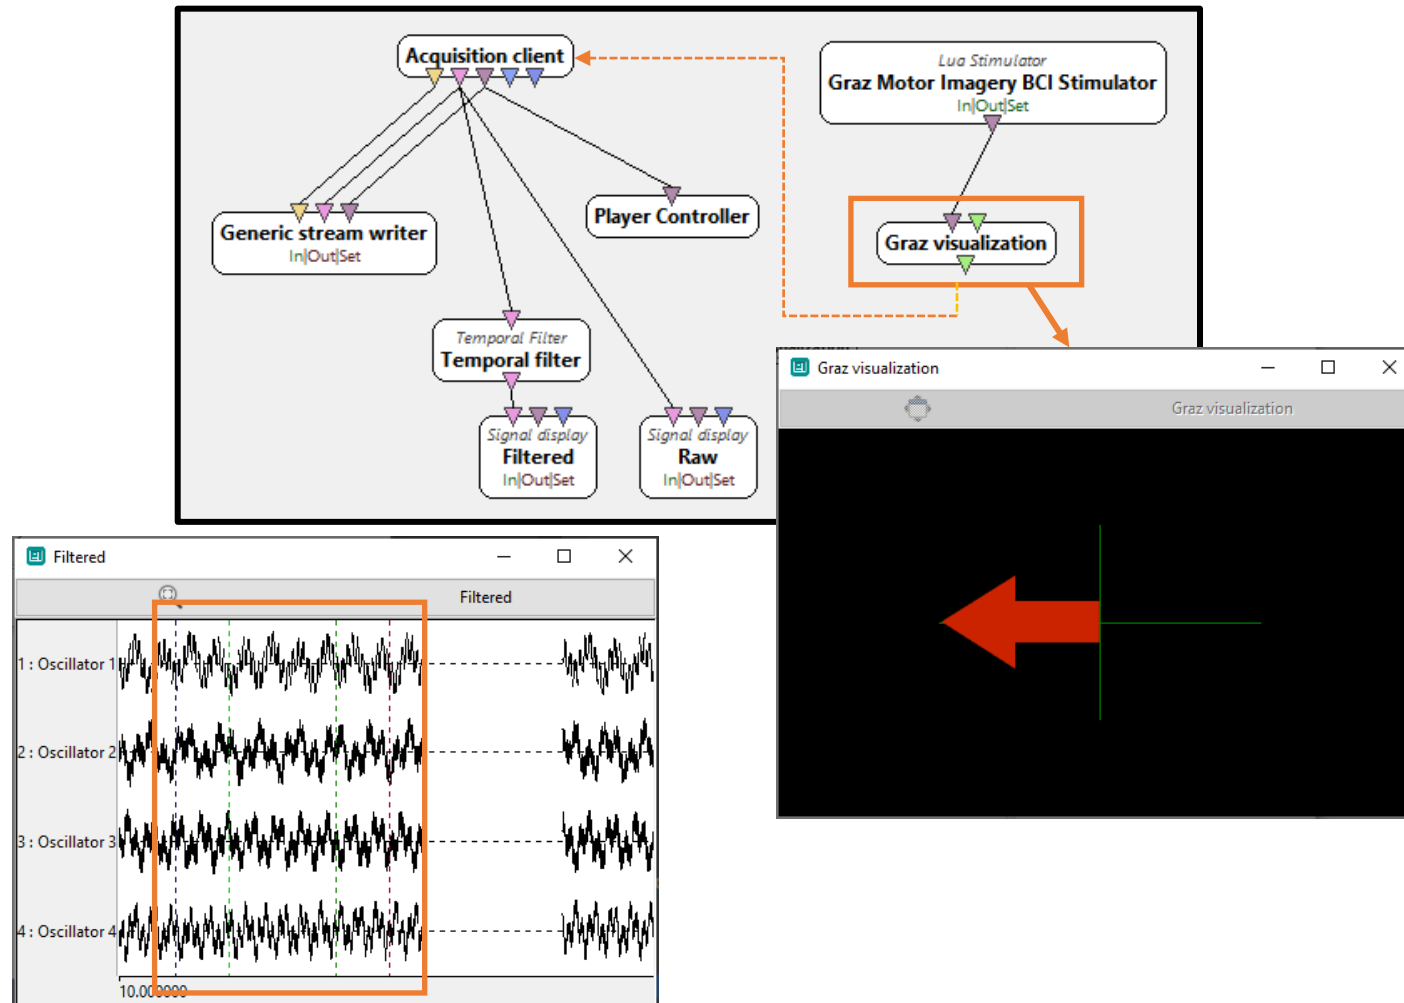 Acquisition client
Lua Stimulator
Graz Motor Imagery BCI Stimulator
In|Out|Set
Generic stream writer
In|Out|Set
Player Controller
Graz visualization
Temporal Filter
Temporal filter
Signal display
Filtered
In|Out|Set
Signal display
Raw
In|Out|Set
Graz visualization
Graz visualization
Filtered
Filtered
1 : Oscillator 1
2 : Oscillator 2
3 : Oscillator 3
4 : Oscillator 4
10.000000